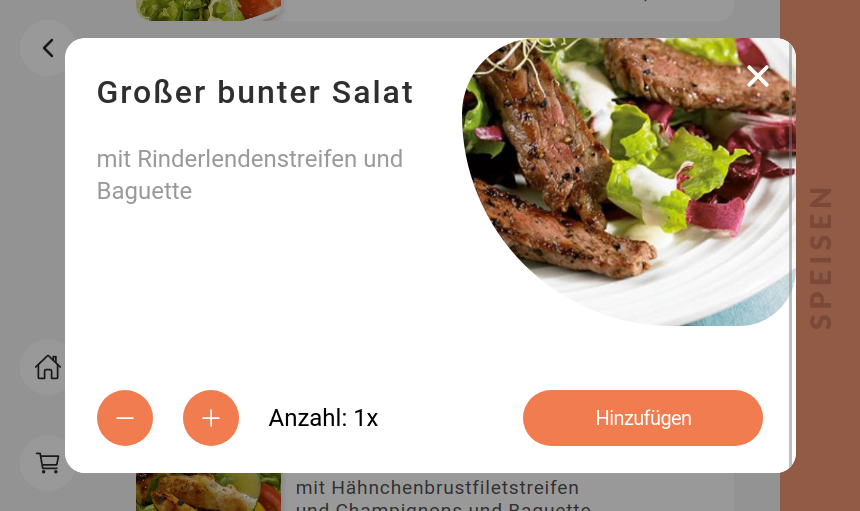 Großer bunter Salat
mit Rinderlendenstreifen und
Baguette
Anzahl: 1x
Hinzufügen
SPEISEN
mit Hähnchenbrustfiletstreifen
und Champignons und Baguette